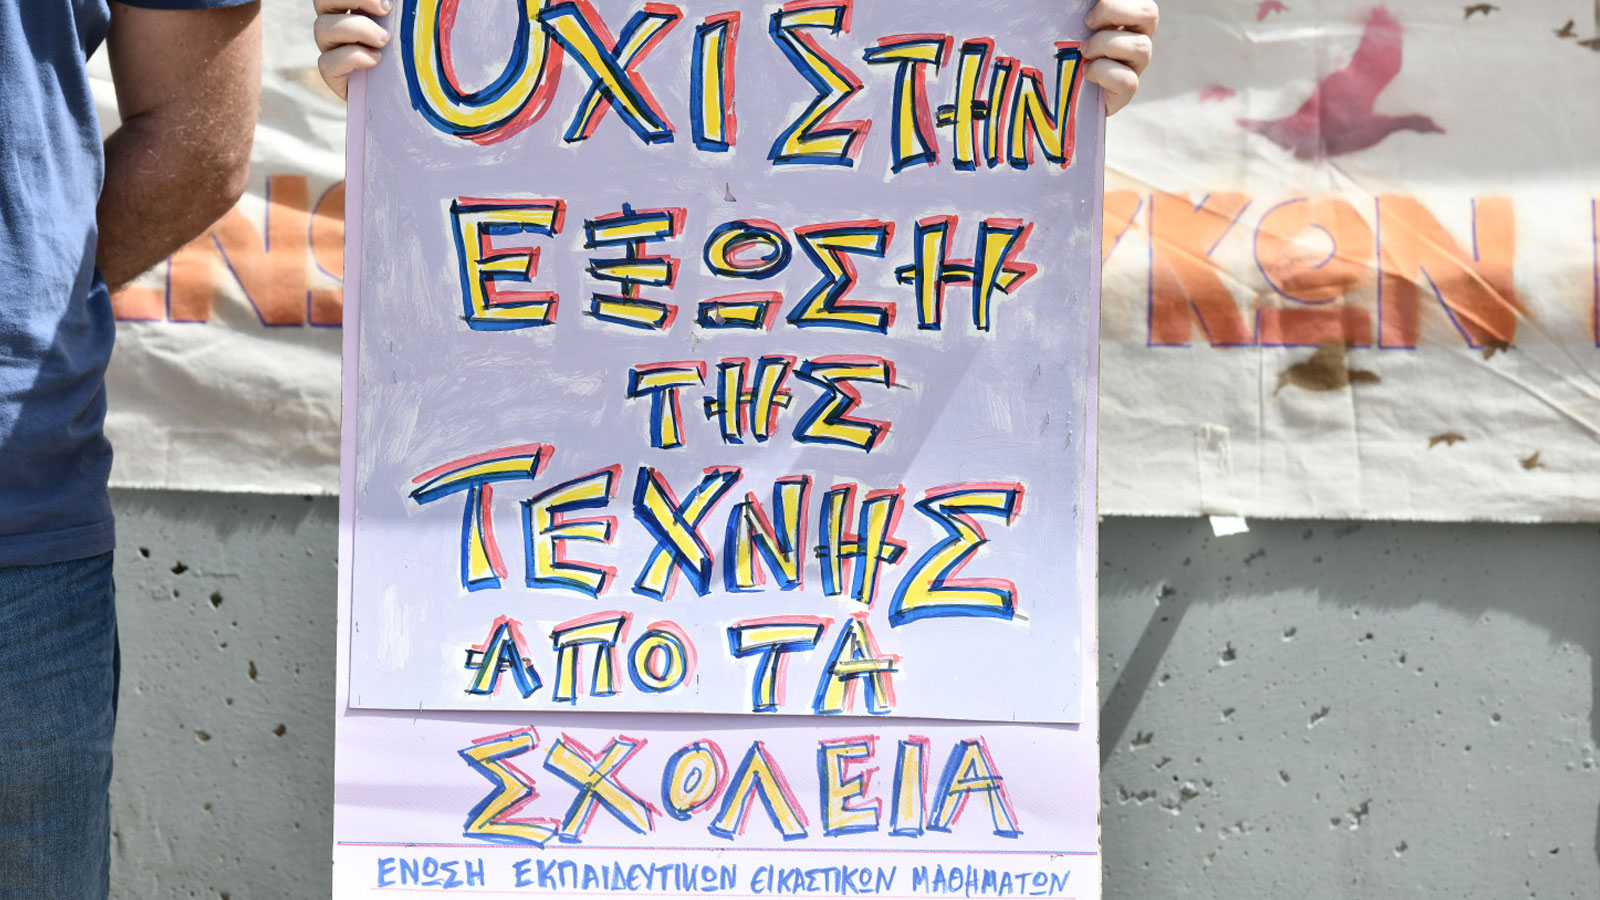 ΟΧΙ ΣΤΗΝ
ΕΞΩΣΗ
ΤΗΣ
ΤΕΧΝΗΣ
ΑΠΟ ΤΑ
ΣΧΟΛΕΙΑ
ΕΝΩΣΗ ΕΚΠΑΙΔΕΥΤΙΚΩΝ ΕΙΚΑΣΤΙΚΩΝ ΜΑΘΗΜΑΤΩΝ